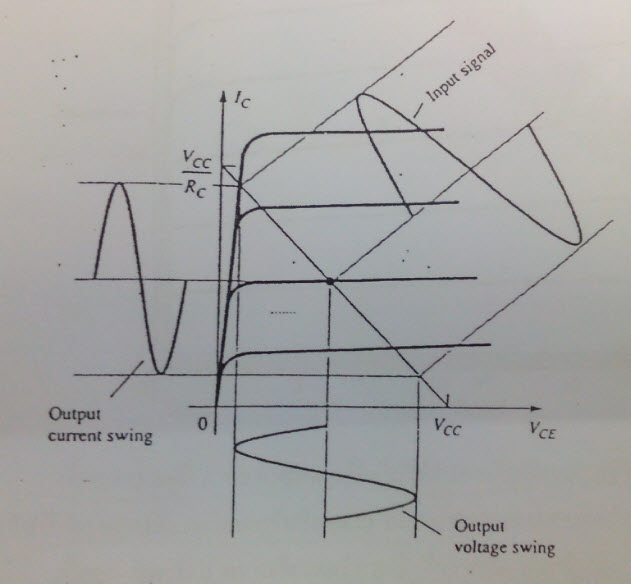 Input signal
I_C
V_CC
R_C
Output
current swing
0
V_CC
V_CE
Output
voltage swing